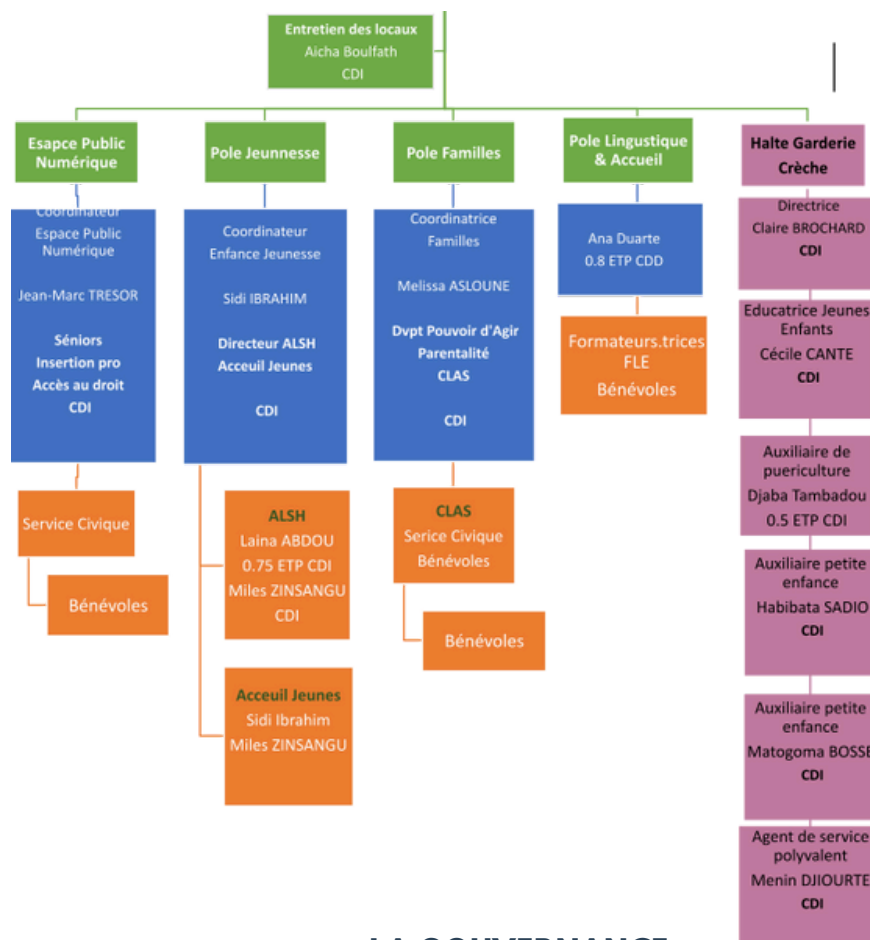 Entretien des locaux
Aicha Boulfath
CDI
Esapce Public
Numérique
Pole Jeunnesse
Pole Familles
Pole Lingustique
& Accueil
Halte Garderie
Crèche
Coordinateur
Espace Public
Numérique
Jean-Marc TRESOR
Séniors
Insertion pro
Accès au droit
CDI
Service Civique
Bénévoles
Coordinateur
Enfance Jeunesse
Sidi IBRAHIM
Directeur ALSH
Acceuil Jeunes
CDI
ALSH
Laina ABDOU
0.75 ETP CDI
Miles ZINSANGU
CDI
Acceuil Jeunes
Sidi Ibrahim
Miles ZINSANGU
Coordinatrice
Familles
Melissa ASLOUNE
Dvpt Pouvoir d'Agir
Parentalité
CLAS
CDI
CLAS
Serice Civique
Bénévoles
Bénévoles
Ana Duarte
0.8 ETP CDD
Formateurs.trices
FLE
Bénévoles
Directrice
Claire BROCHARD
CDI
Educatrice Jeunes
Enfants
Cécile CANTE
CDI
Auxiliaire de
puericulture
Djaba Tambadou
0.5 ETP CDI
Auxiliaire petite
enfance
Habibata SADIO
CDI
Auxiliaire petite
enfance
Matogoma BOSSE
CDI
Agent de service
polyvalent
Menin DJIOURTE
CDI
LA GOUVERNANCE